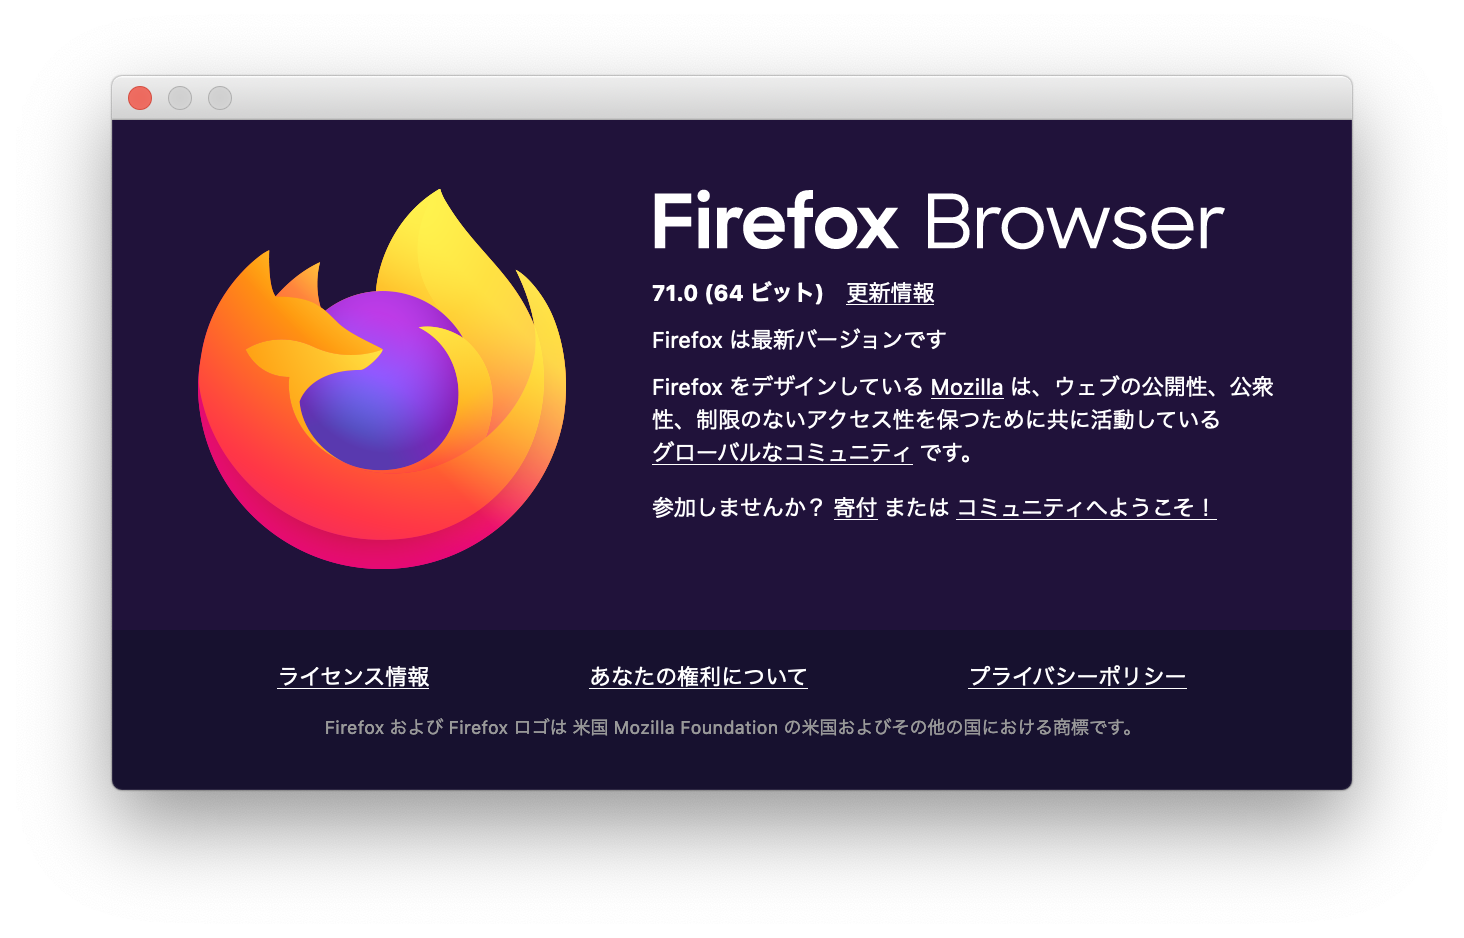 Firefox Browser
71.0 (64 ビット) 更新情報
Firefox は最新バージョンです
Firefox をデザインしている Mozilla は、ウェブの公開性、公衆
性、制限のないアクセス性を保つために共に活動している
グローバルなコミュニティ です。
参加しませんか？ 寄付 または コミュニティへようこそ！
ライセンス情報 あなたの権利について プライバシーポリシー
Firefox および Firefox ロゴは 米国 Mozilla Foundation の米国およびその他の国における商標です。